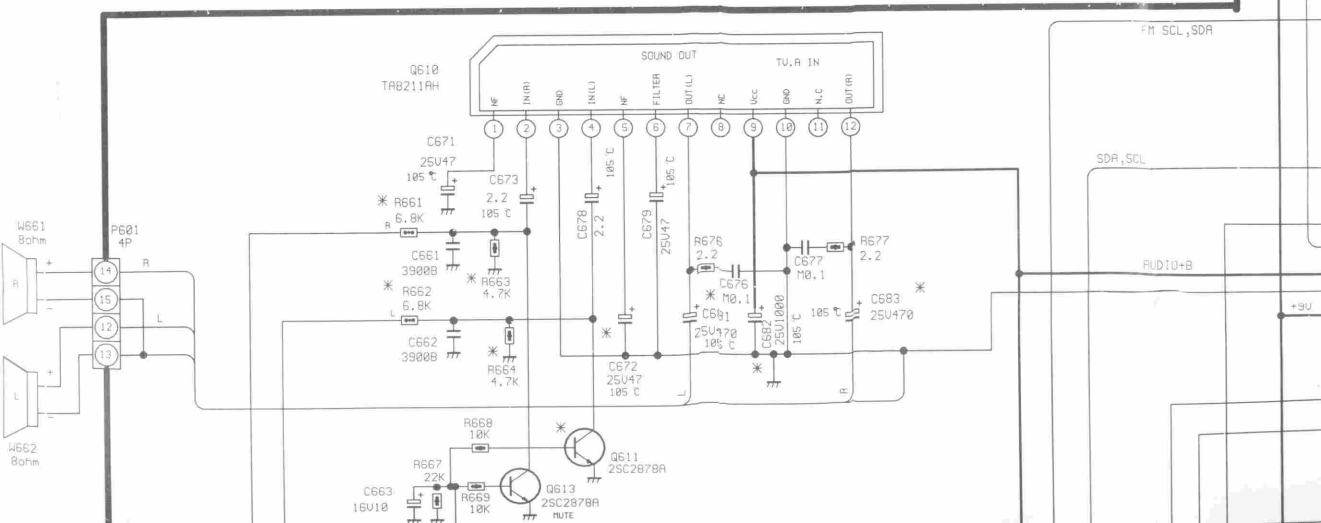 FM SCL,SDA
SOUND OUT
TV.A IN
Q610
TA8211AH
NF
IN(R)
GND
IN(L)
NF
FILTER
OUT(L)
NC
Vcc
GND
N.C
OUT(R)
1
2
3
4
5
6
7
8
9
10
11
12
C671
25V47
105℃
C673
2.2
105℃
C678
2.2
105℃
C679
25V47
105℃
SDA,SCL
R661
6.8K
R
C661
3900B
R663
4.7K
R662
6.8K
L
C662
3900B
R664
4.7K
W661
8ohm
P601
4P
R
14
15
12
13
R
L
+
-
+
-
L
W662
8ohm
R676
2.2
C676
M0.1
C677
M0.1
R677
2.2
C681
25V470
105℃
C682
25V1000
105℃
105℃
C683
25V470
C672
25V47
105℃
L
R
AUDIO+B
+9V
R668
10K
Q611
2SC2878A
R667
22K
C663
16V10
R669
10K
Q613
2SC2878A
MUTE